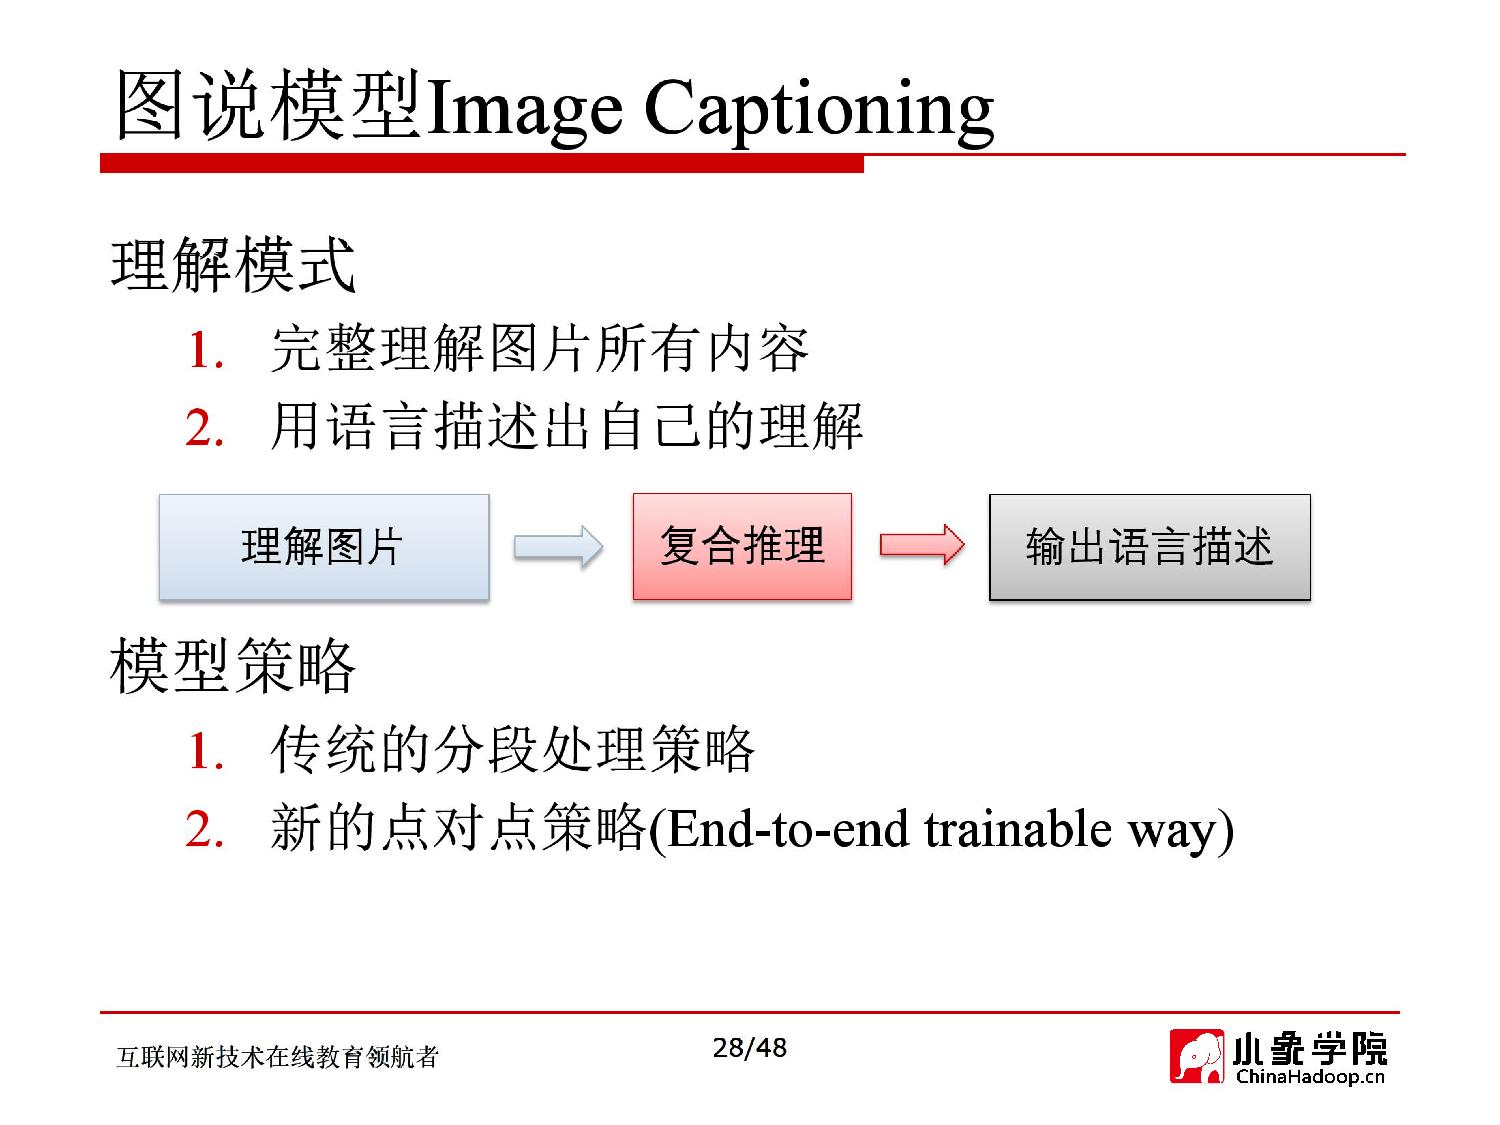 图说模型Image Captioning
理解模式
1. 完整理解图片所有内容
2. 用语言描述出自己的理解
理解图片
复合推理
输出语言描述
模型策略
1. 传统的分段处理策略
2. 新的点对点策略(End-to-end trainable way)
互联网新技术在线教育领航者
28/48
小象学院
ChinaHadoop.cn